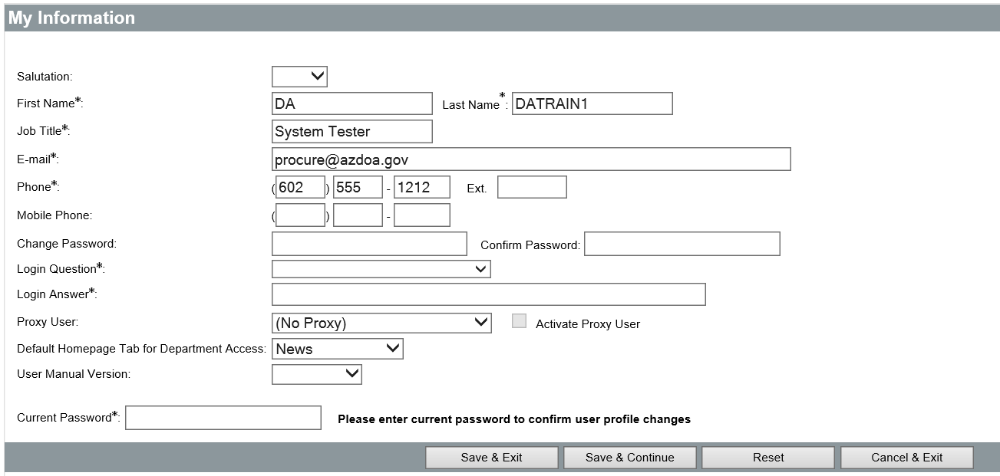 My Information
Salutation:
First Name*: DA Last Name*: DATRAIN1
Job Title*: System Tester
E-mail*: procure@azdoa.gov
Phone*: (602) 555 - 1212 Ext.
Mobile Phone: ( ) -
Change Password: Confirm Password:
Login Question*:
Login Answer*:
Proxy User: (No Proxy) Activate Proxy User
Default Homepage Tab for Department Access: News
User Manual Version:
Current Password*: Please enter current password to confirm user profile changes
Save & Exit Save & Continue Reset Cancel & Exit